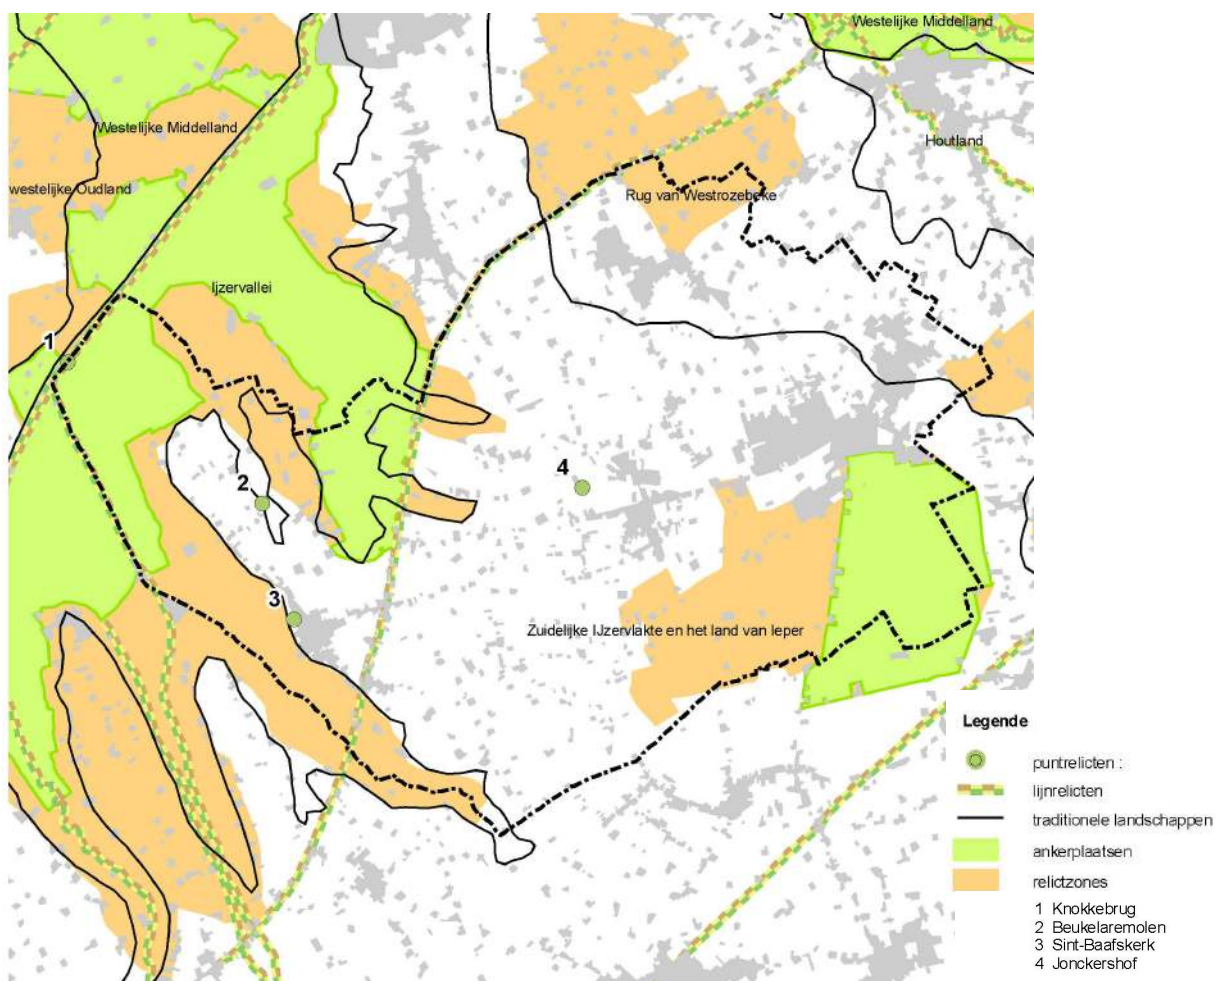 Westelijke Middelland
Westelijke Middelland
Houtland
westelijke Oudland
Rug van Westrozebeke
Ijzervallei
1
2
4
3
Zuidelijke IJzervlakte en het land van Ieper
Legende
puntrelicten :
lijnrelicten
traditionele landschappen
ankerplaatsen
relictzones
1 Knokkebrug
2 Beukelaremolen
3 Sint-Baafskerk
4 Jonckershof